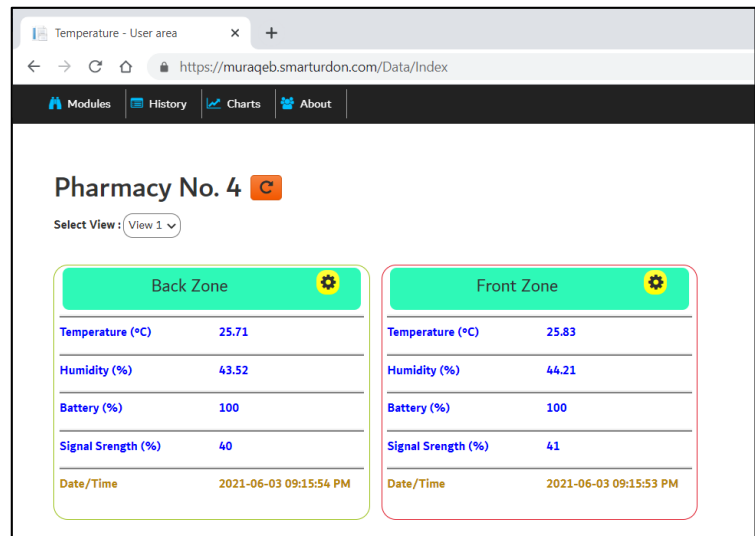 Temperature - User area
https://muraqeb.smarturdon.com/Data/Index
Modules History Charts About
Pharmacy No. 4
Select View : View 1
Back Zone
Temperature (ºC) 25.71
Humidity (%) 43.52
Battery (%) 100
Signal Srength (%) 40
Date/Time 2021-06-03 09:15:54 PM
Front Zone
Temperature (ºC) 25.83
Humidity (%) 44.21
Battery (%) 100
Signal Srength (%) 41
Date/Time 2021-06-03 09:15:53 PM